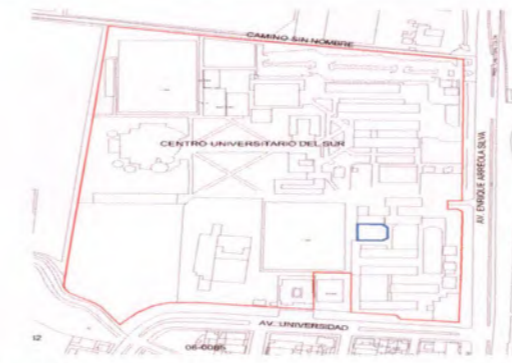 CAMINO SIN NOMBRE
CENTRO UNIVERSITARIO DEL SUR
AV. ENRIQUE ARREOLA SILVA
AV. UNIVERSIDAD
12